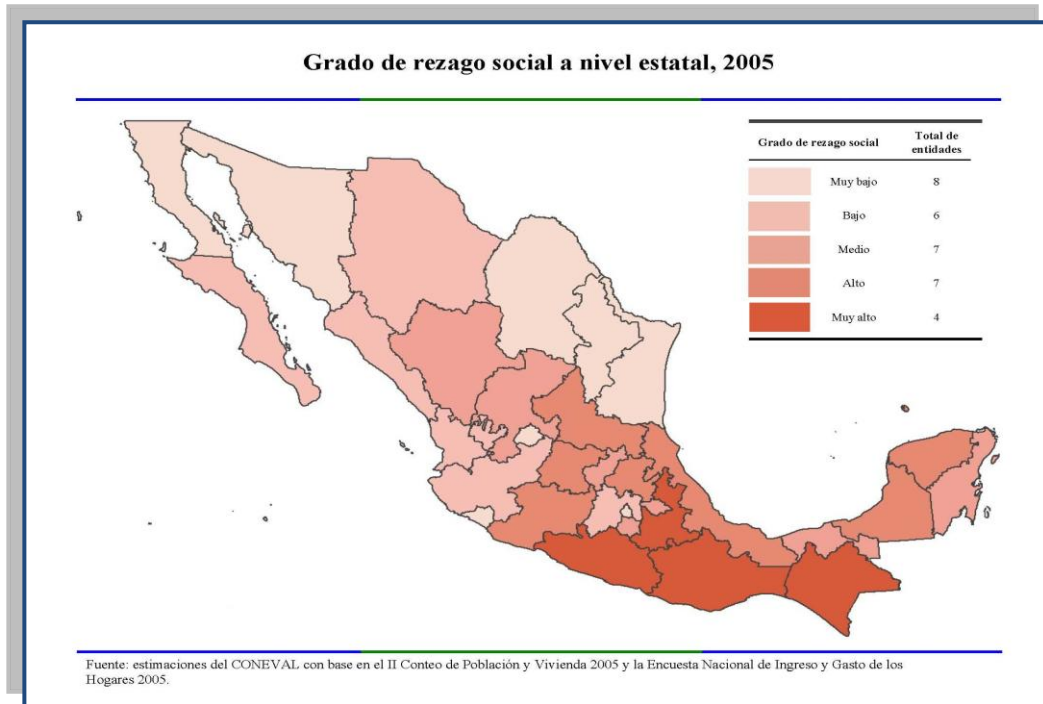 Grado de rezago social a nivel estatal, 2005
Grado de rezago social
Total de
entidades
Muy bajo 8
Bajo 6
Medio 7
Alto 7
Muy alto 4
Fuente: estimaciones del CONEVAL con base en el II Conteo de Población y Vivienda 2005 y la Encuesta Nacional de Ingreso y Gasto de los
Hogares 2005.